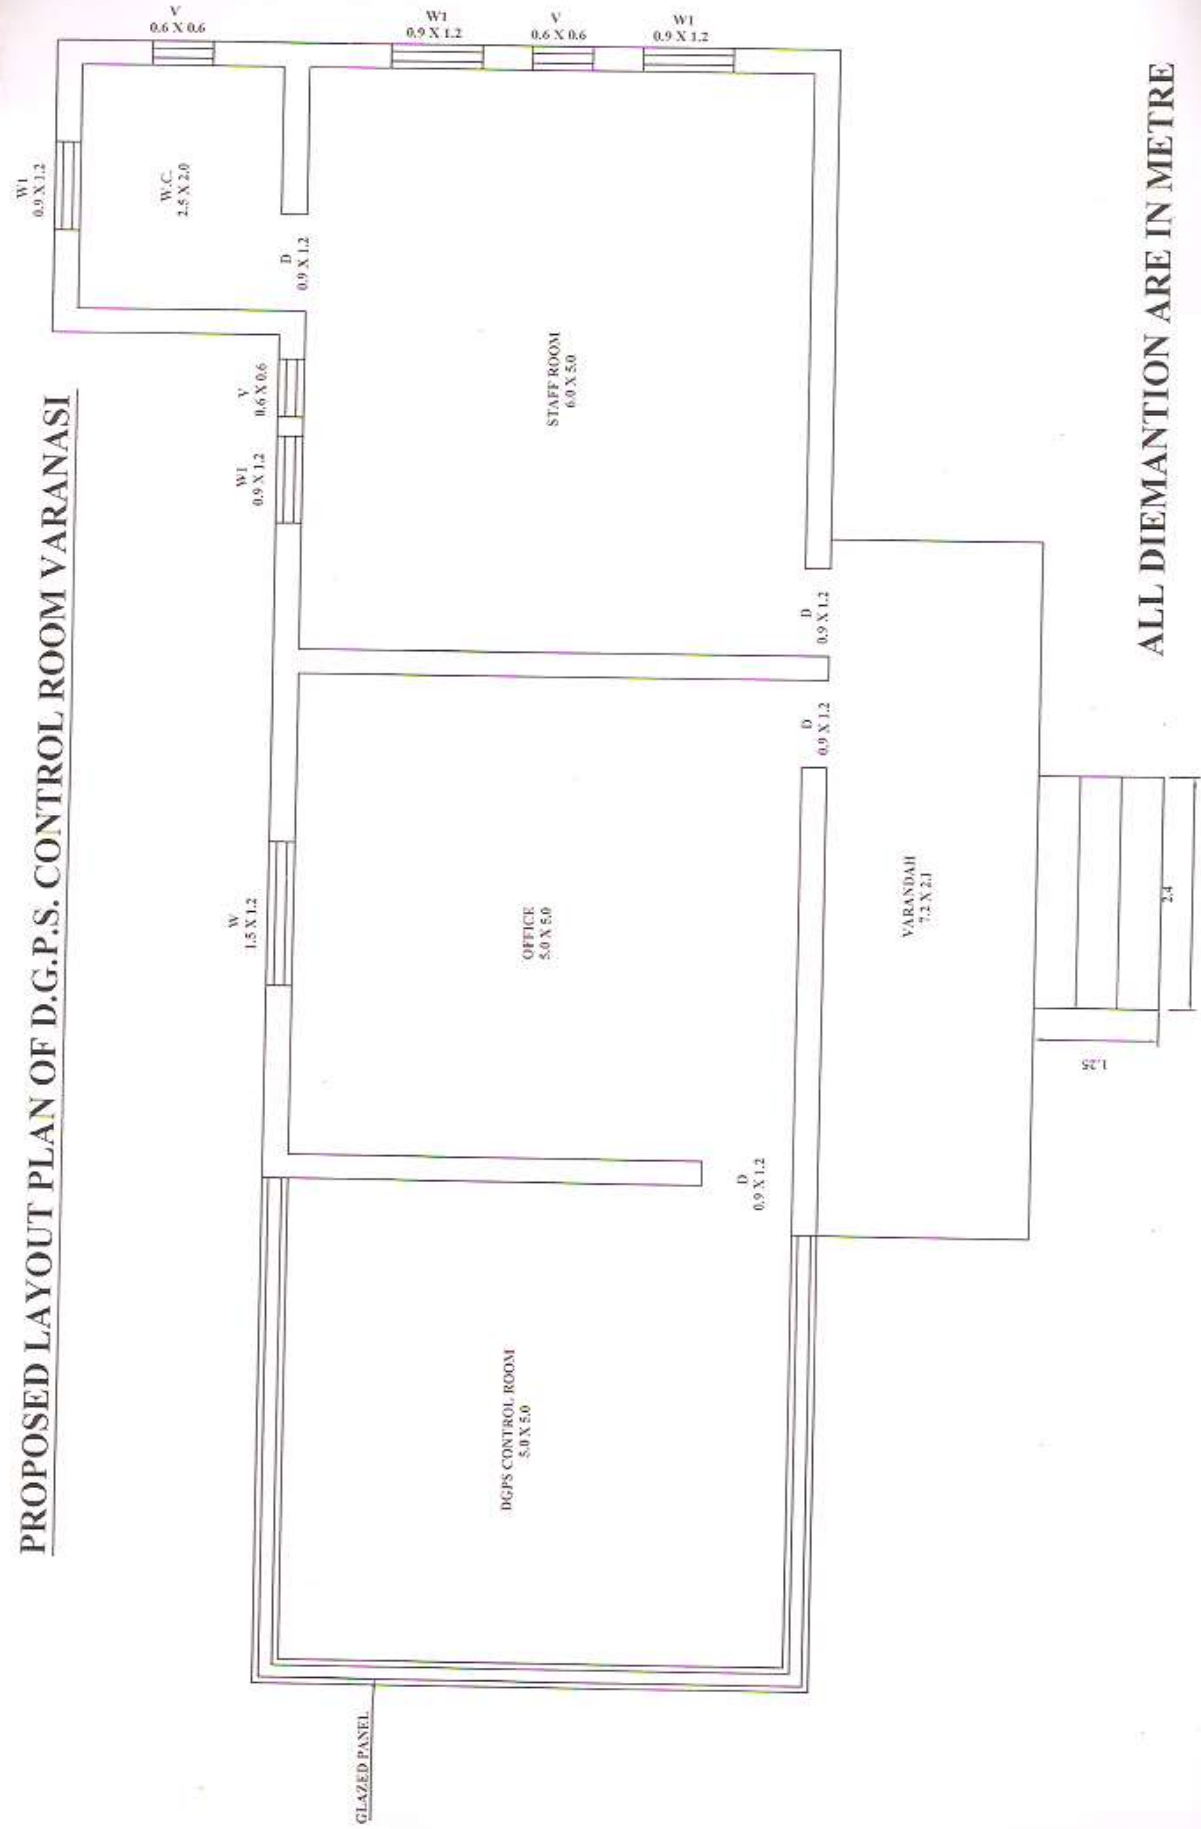 PROPOSED LAYOUT PLAN OF D.G.P.S. CONTROL ROOM VARANASI
GLAZED PANEL
DGPS CONTROL ROOM
5.0 X 5.0
D
0.9 X 1.2
W
1.5 X 1.2
OFFICE
5.0 X 5.0
D
0.9 X 1.2
D
0.9 X 1.2
VARANDAH
7.2 X 2.1
1.25
2.4
W1
0.9 X 1.2
V
0.6 X 0.6
STAFF ROOM
6.0 X 5.0
D
0.9 X 1.2
W.C.
2.5 X 2.0
W1
0.9 X 1.2
V
0.6 X 0.6
W1
0.9 X 1.2
V
0.6 X 0.6
W1
0.9 X 1.2
ALL DIEMANTION ARE IN METRE